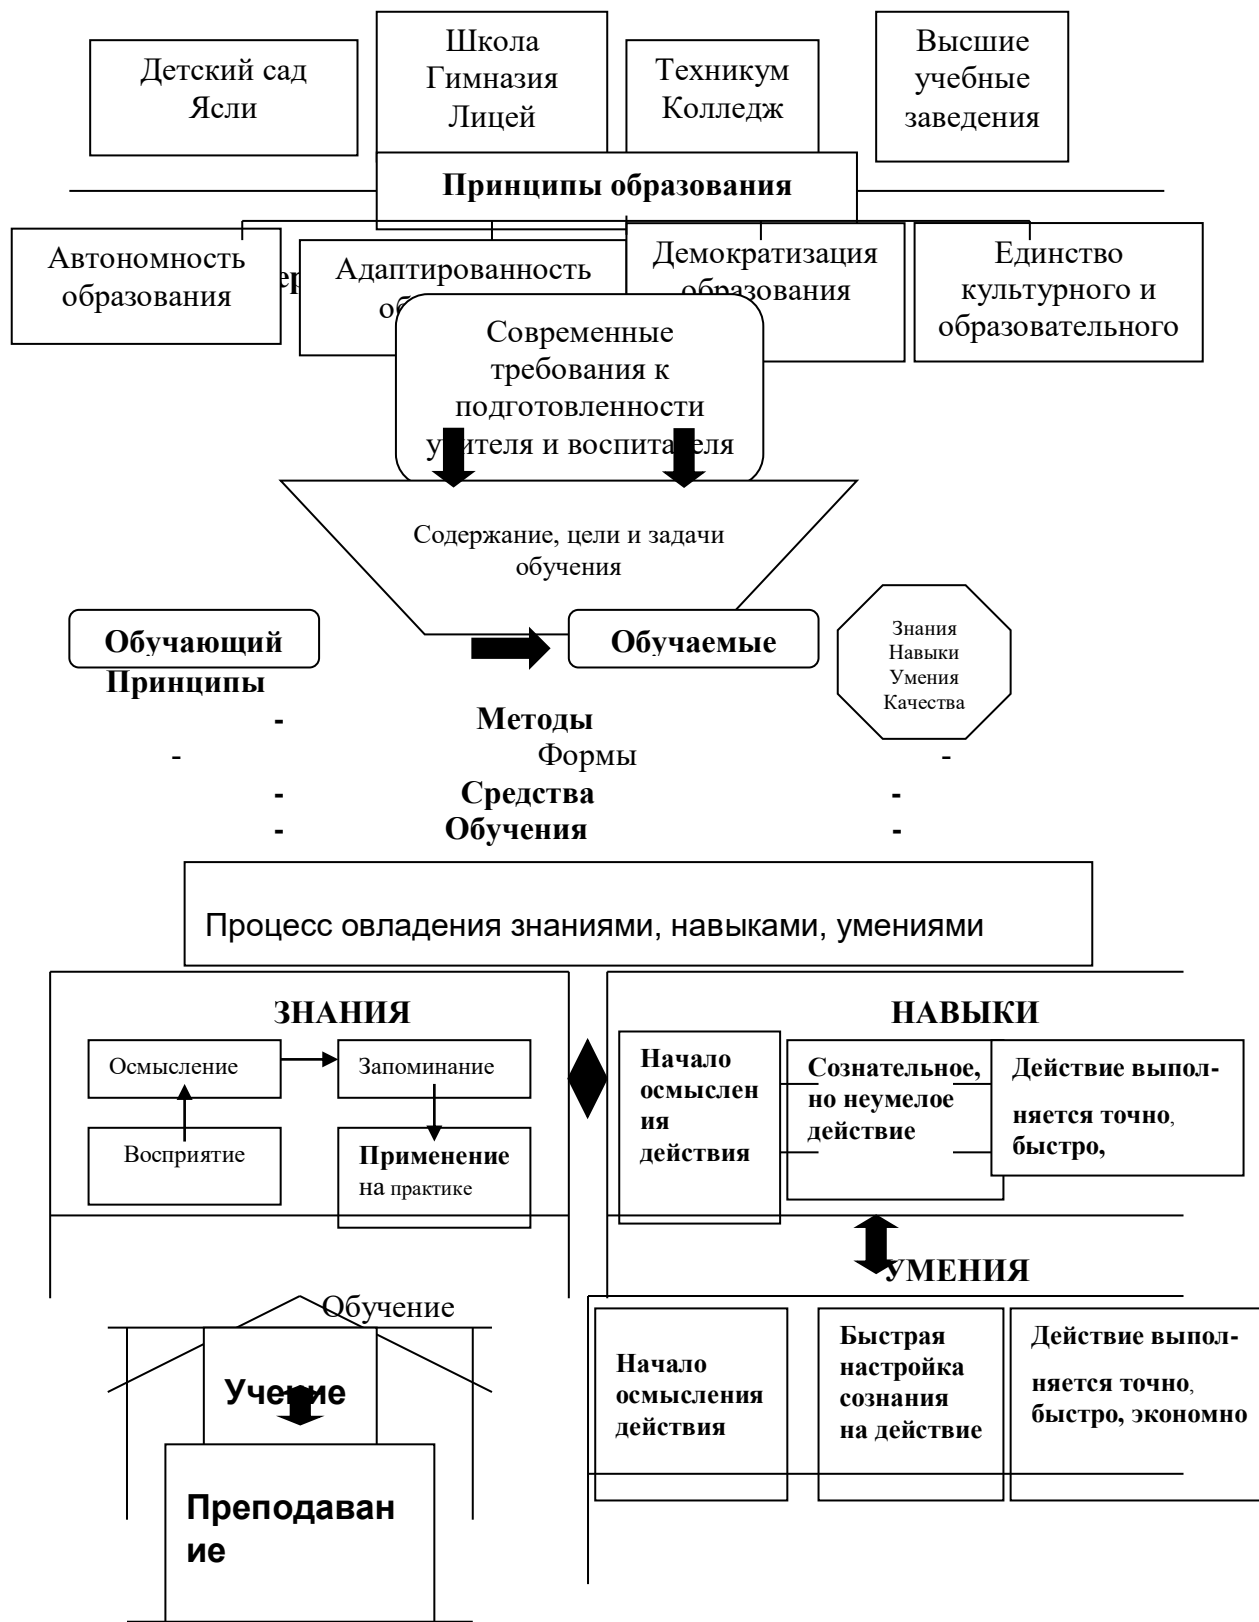 Детский сад
Ясли
Школа
Гимназия
Лицей
Техникум
Колледж
Высшие
учебные
заведения
Принципы образования
Автономность
образования
Адаптированность
Демократизация
образования
Единство
культурного и
образовательного
Современные
требования к
подготовленности
учителя и воспитателя
Содержание, цели и задачи
обучения
Обучающий
Обучаемые
Знания
Навыки
Умения
Качества
Принципы
- Методы
- Формы -
- Средства -
- Обучения -
Процесс овладения знаниями, навыками, умениями
ЗНАНИЯ
Осмысление
Запоминание
Восприятие
Применение
на практике
НАВЫКИ
Начало
осмыслен
ия
действия
Сознательное,
но неумелое
действие
Действие выпол-
няется точно,
быстро,
УМЕНИЯ
Начало
осмысления
действия
Быстрая
настройка
сознания
на действие
Действие выпол-
няется точно,
быстро, экономно
Обучение
Учение
Преподаван
ие